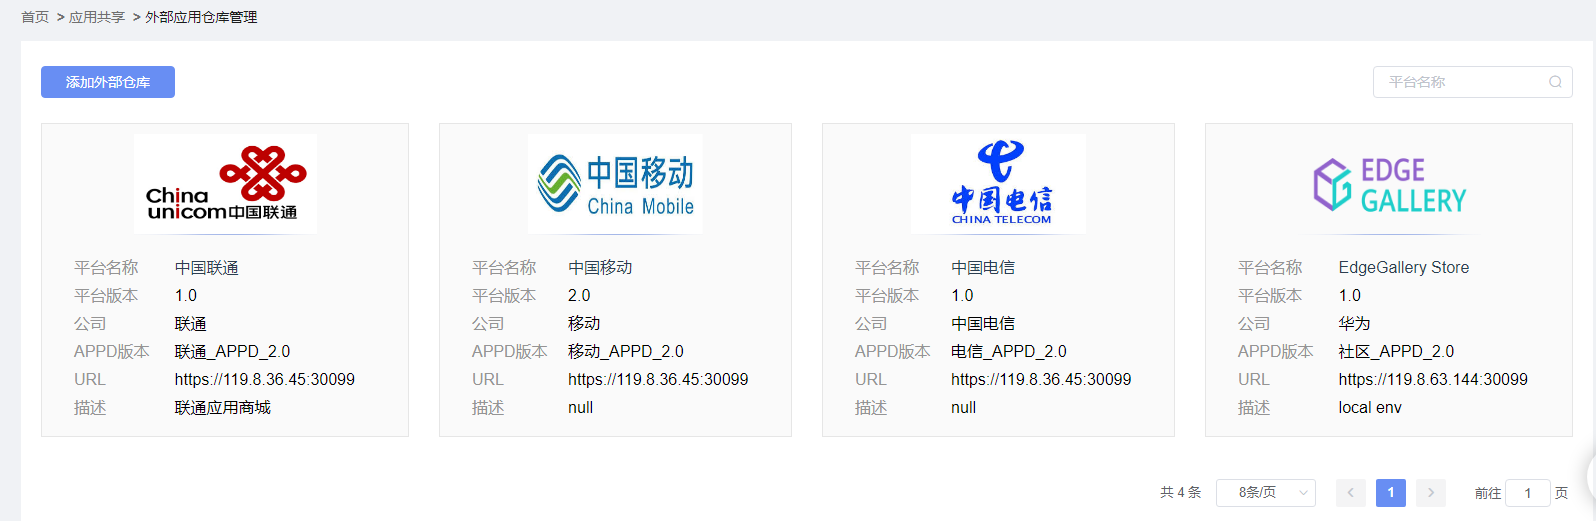 首页 > 应用共享 > 外部应用仓库管理
添加外部仓库
平台名称
China
unicom中国联通
平台名称 中国联通
平台版本 1.0
公司 联通
APPD版本 联通_APPD_2.0
URL https://119.8.36.45:30099
描述 联通应用商城
中国移动
China Mobile
平台名称 中国移动
平台版本 2.0
公司 移动
APPD版本 移动_APPD_2.0
URL https://119.8.36.45:30099
描述 null
中国电信
CHINA TELECOM
平台名称 中国电信
平台版本 1.0
公司 中国电信
APPD版本 电信_APPD_2.0
URL https://119.8.36.45:30099
描述 null
EDGE
GALLERY
平台名称 EdgeGallery Store
平台版本 1.0
公司 华为
APPD版本 社区_APPD_2.0
URL https://119.8.63.144:30099
描述 local env
共 4 条 8条/页 < 1 > 前往 1 页